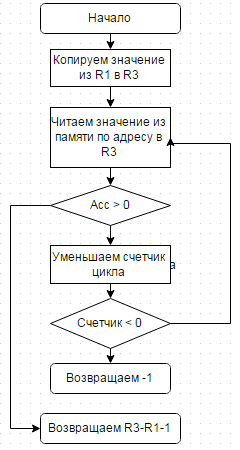 Начало
Копируем значение
из R1 в R3
Читаем значение из
памяти по адресу в
R3
Acc > 0
Уменьшаем счетчик
цикла
а
Счетчик < 0
Возвращаем -1
Возвращаем R3-R1-1